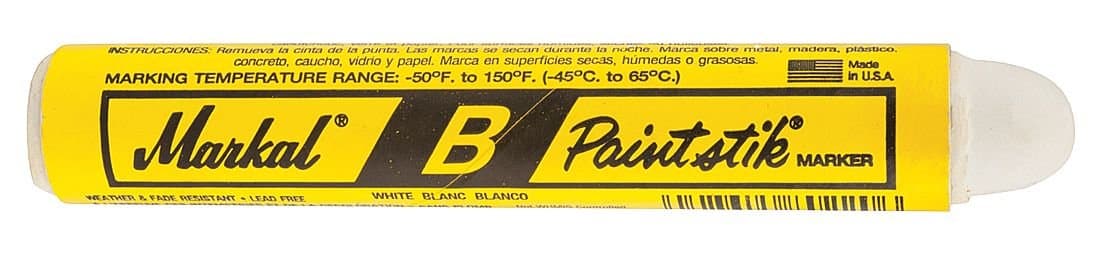 INSTRUCCIONES: Remueva la cinta de la punta. Las marcas se secan durante la noche. Marca sobre metal, madera, plástico,
concreto, caucho, vidrio y papel. Marca en superficies secas, húmedas o grasosas.
MARKING TEMPERATURE RANGE: -50°F. to 150°F. (-45°C. to 65°C.)
Made
in U.S.A.
Markal® B Paintstik® MARKER
WEATHER & FADE RESISTANT • LEAD FREE
WHITE BLANC BLANCO